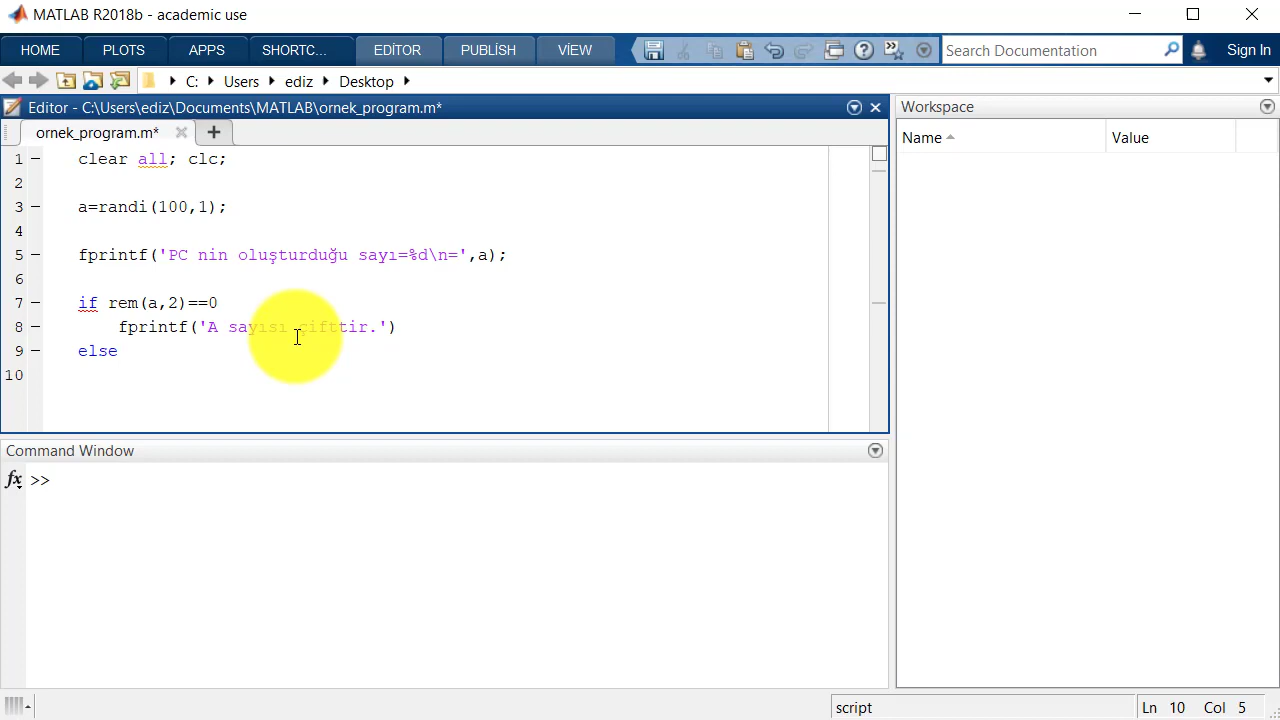 MATLAB R2018b - academic use
HOME PLOTS APPS SHORTC... EDİTOR PUBLİSH VİEW Search Documentation Sign In
C: Users ediz Desktop
Editor - C:\Users\ediz\Documents\MATLAB\ornek_program.m* Workspace
ornek_program.m* + Name Value
1 clear all; clc;
2
3 a=randi(100,1);
4
5 fprintf('PC nin oluşturduğu sayı=%d\n=',a);
6
7 if rem(a,2)==0
8 fprintf('A sayısı çifttir.')
9 else
10
Command Window
fx >>
script Ln 10 Col 5